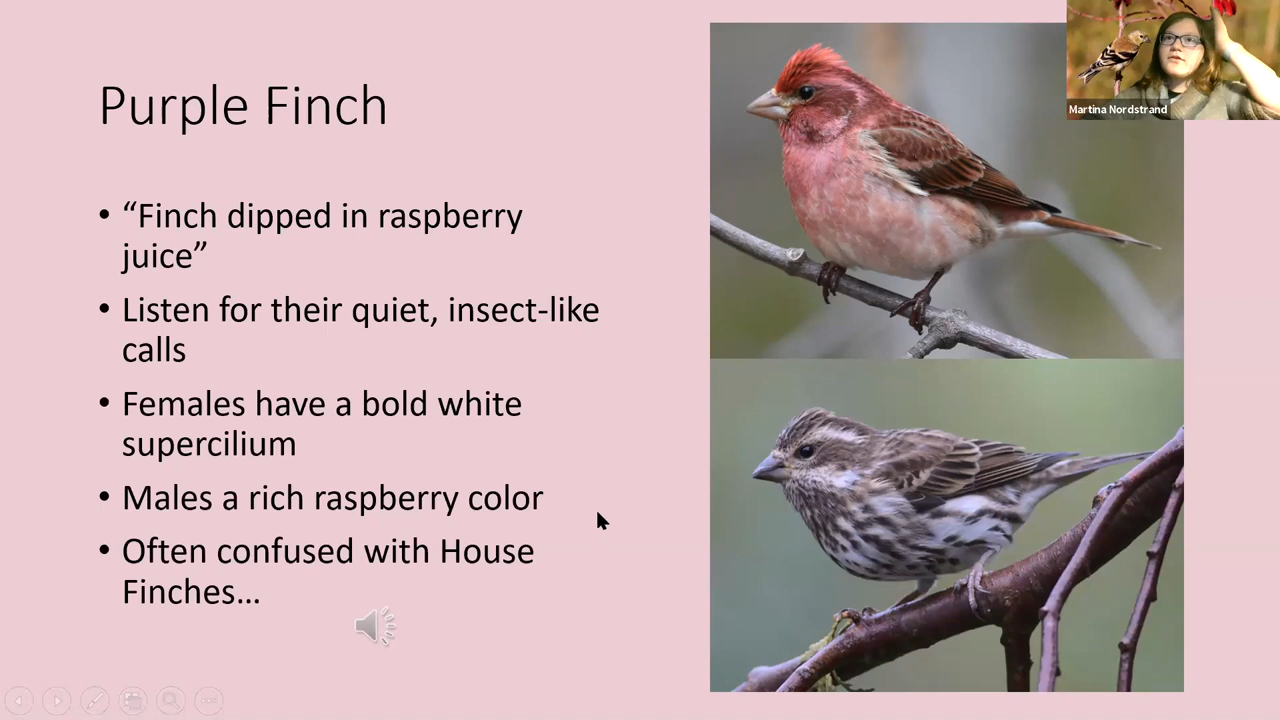 Purple Finch
• “Finch dipped in raspberry
juice”
• Listen for their quiet, insect-like
calls
• Females have a bold white
supercilium
• Males a rich raspberry color
• Often confused with House
Finches…
Martina Nordstrand